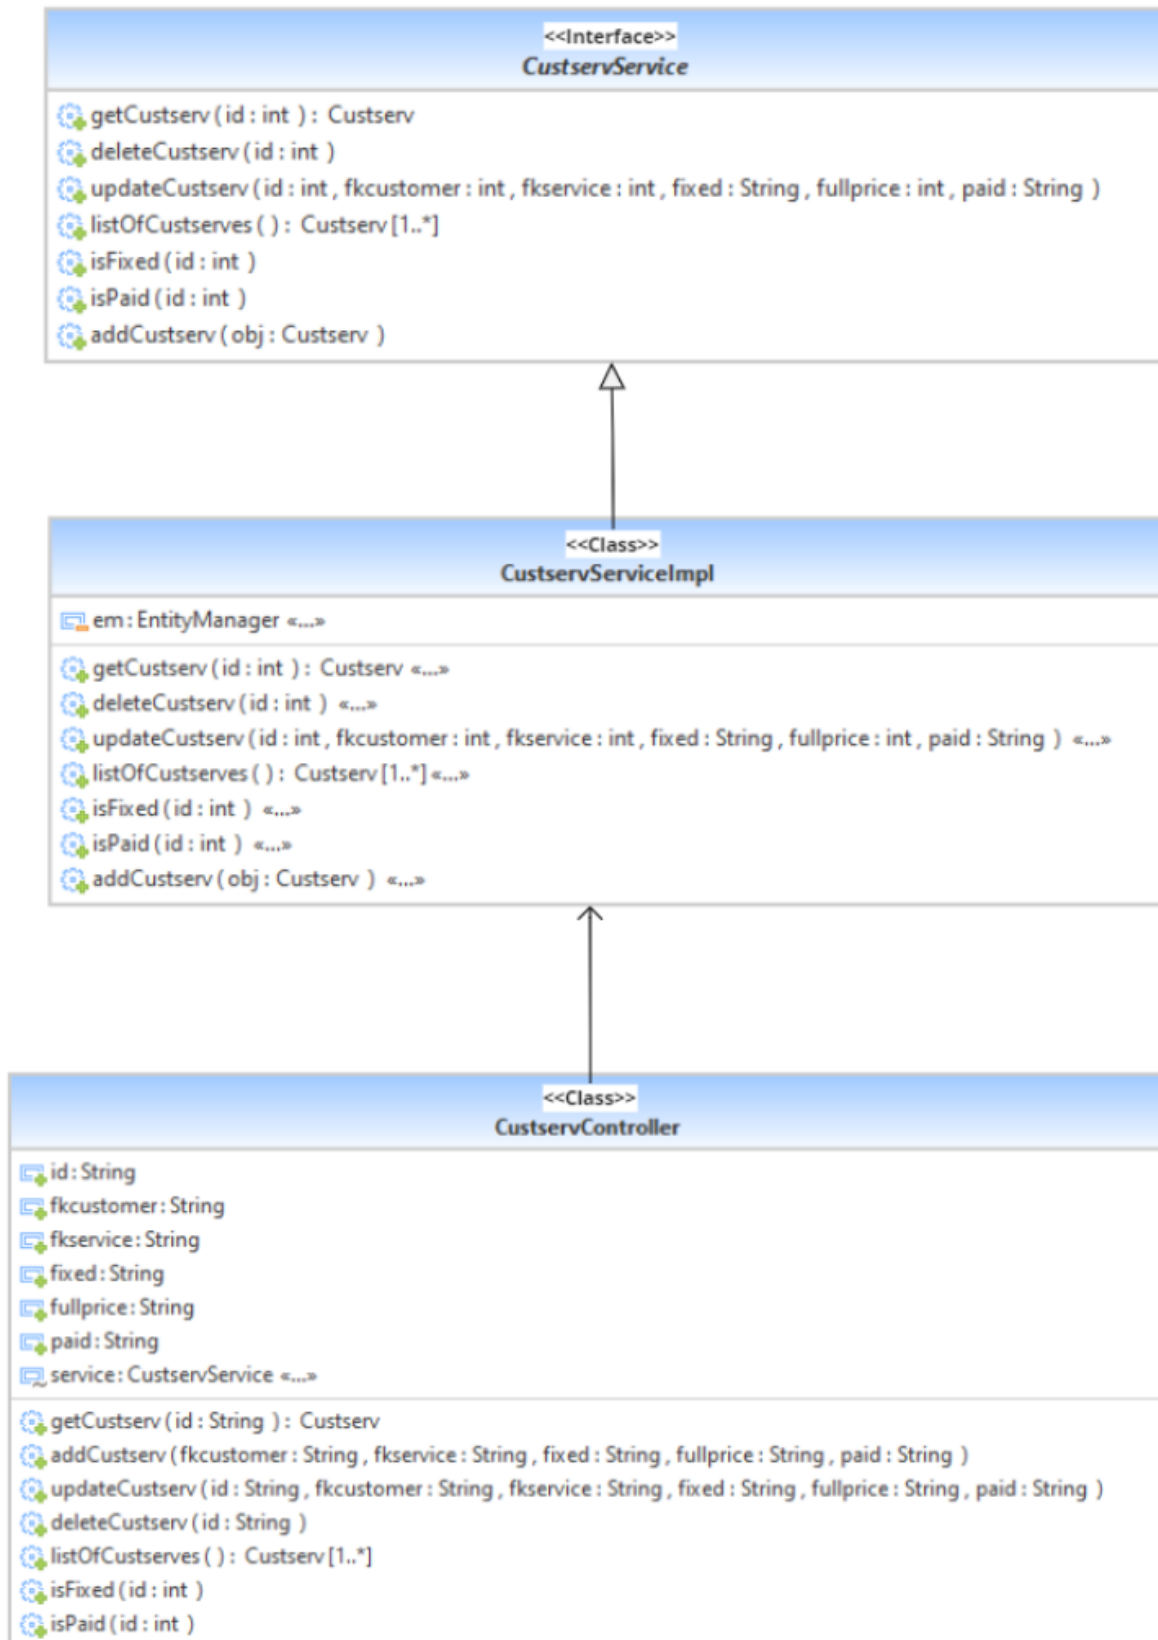 <<Interface>>
CustservService
getCustserv ( id : int ) : Custserv
deleteCustserv ( id : int )
updateCustserv ( id : int , fkcustomer : int , fkservice : int , fixed : String , fullprice : int , paid : String )
listOfCustserves ( ) : Custserv [1..*]
isFixed ( id : int )
isPaid ( id : int )
addCustserv ( obj : Custserv )
<<Class>>
CustservServiceImpl
em : EntityManager «...»
getCustserv ( id : int ) : Custserv «...»
deleteCustserv ( id : int ) «...»
updateCustserv ( id : int , fkcustomer : int , fkservice : int , fixed : String , fullprice : int , paid : String ) «...»
listOfCustserves ( ) : Custserv [1..*] «...»
isFixed ( id : int ) «...»
isPaid ( id : int ) «...»
addCustserv ( obj : Custserv ) «...»
<<Class>>
CustservController
id : String
fkcustomer : String
fkservice : String
fixed : String
fullprice : String
paid : String
service : CustservService «...»
getCustserv ( id : String ) : Custserv
addCustserv ( fkcustomer : String , fkservice : String , fixed : String , fullprice : String , paid : String )
updateCustserv ( id : String , fkcustomer : String , fkservice : String , fixed : String , fullprice : String , paid : String )
deleteCustserv ( id : String )
listOfCustserves ( ) : Custserv [1..*]
isFixed ( id : int )
isPaid ( id : int )